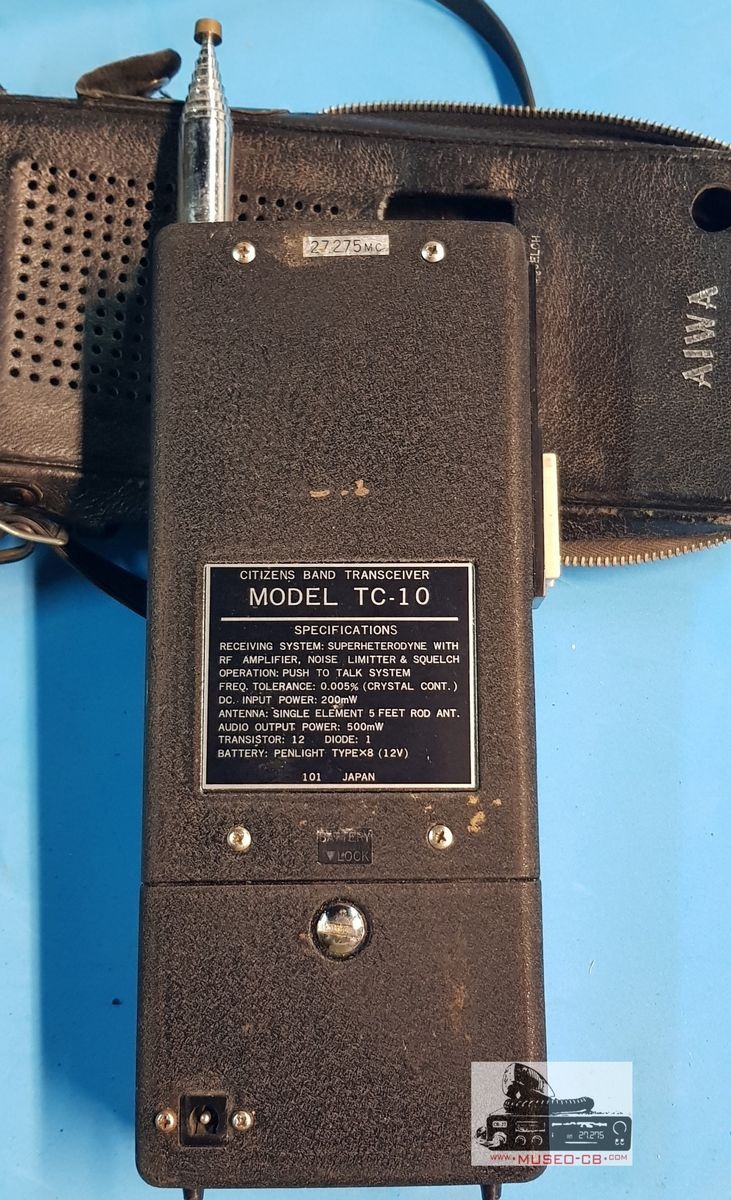 27.275MC
AIWA
CITIZENS BAND TRANSCEIVER
MODEL TC-10
SPECIFICATIONS
RECEIVING SYSTEM: SUPERHETERODYNE WITH
RF AMPLIFIER, NOISE LIMITTER & SQUELCH
OPERATION: PUSH TO TALK SYSTEM
FREQ. TOLERANCE: 0.005% (CRYSTAL CONT.)
DC. INPUT POWER: 200mW
ANTENNA: SINGLE ELEMENT 5 FEET ROD ANT.
AUDIO OUTPUT POWER: 500mW
TRANSISTOR: 12 DIODE: 1
BATTERY: PENLIGHT TYPE×8 (12V)
101 JAPAN
BATTERY
▼LOCK
27.275
www.MUSEO-CB.COM